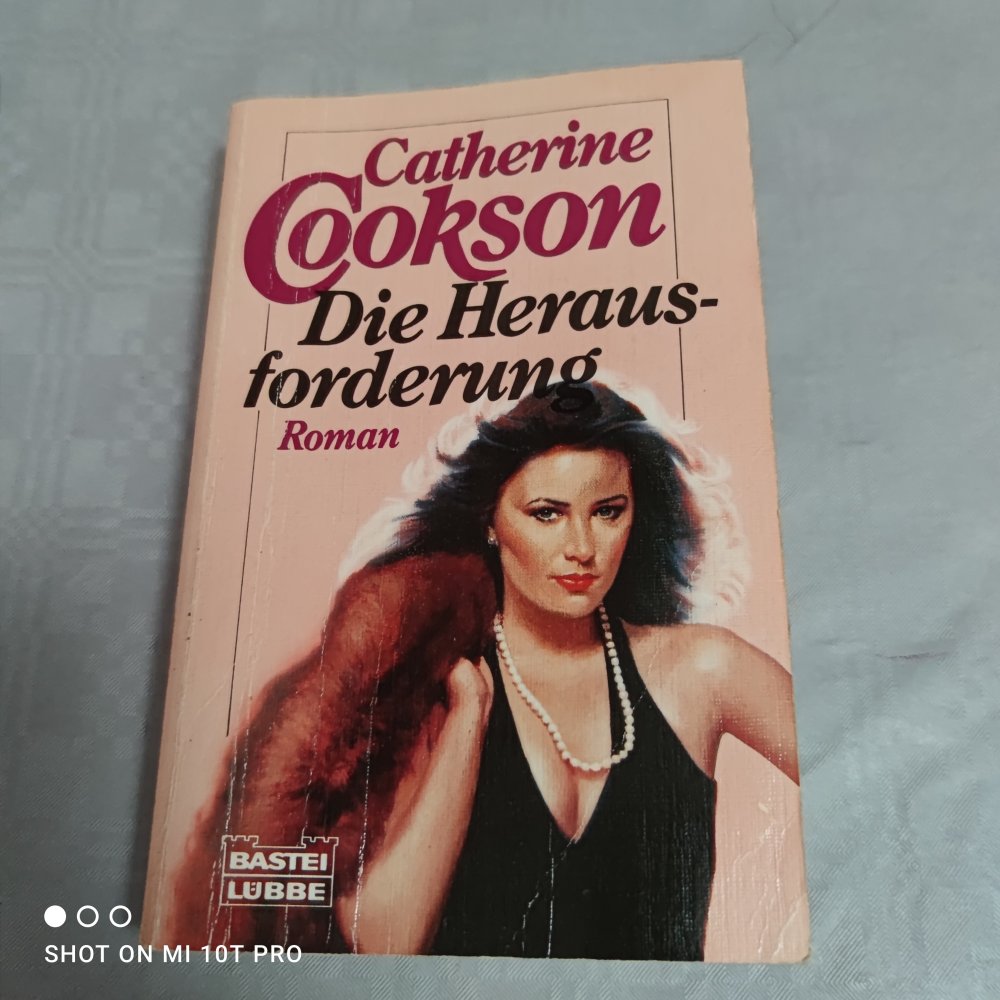 Catherine
Cookson
Die Heraus-
forderung
Roman
BASTEI
LÜBBE
SHOT ON MI 10T PRO